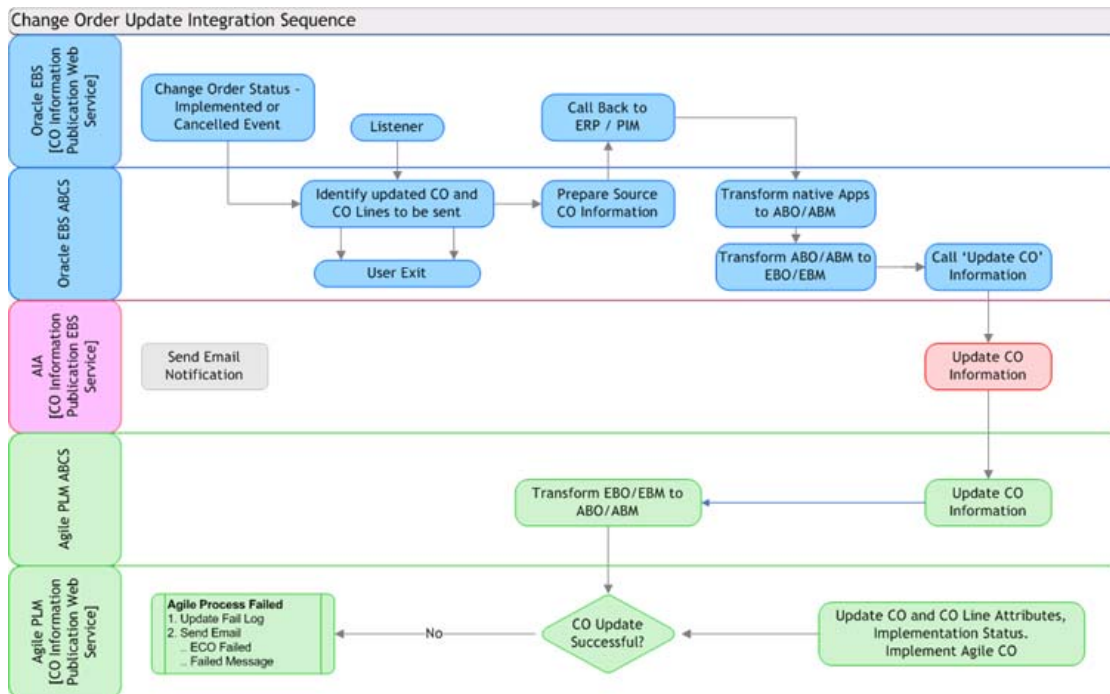 Change Order Update Integration Sequence
Oracle EBS
[CO Information
Publication Web
Service]
Change Order Status -
Implemented or
Cancelled Event
Listener
Call Back to
ERP / PIM
Oracle EBS ABCS
Identify updated CO and
CO Lines to be sent
Prepare Source
CO Information
Transform native Apps
to ABO/ABM
User Exit
Transform ABO/ABM to
EBO/EBM
Call ‘Update CO’
Information
AIA
[CO Information
Publication EBS
Service]
Send Email
Notification
Update CO
Information
Agile PLM ABCS
Transform EBO/EBM to
ABO/ABM
Update CO
Information
Agile PLM
[CO Information
Publication Web
Service]
Agile Process Failed
1. Update Fail Log
2. Send Email
.. ECO Failed
.. Failed Message
No
CO Update
Successful?
Update CO and CO Line Attributes,
Implementation Status.
Implement Agile CO